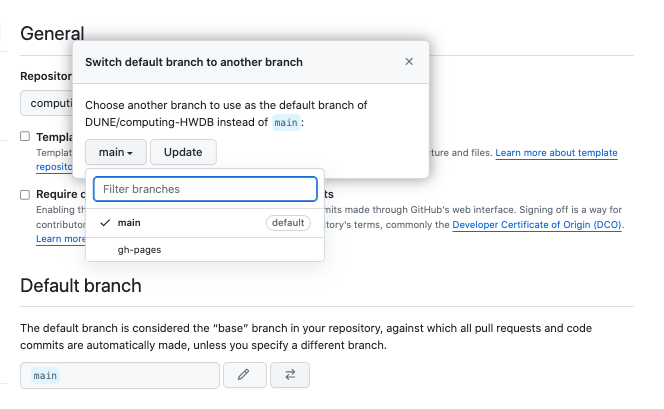 General
Switch default branch to another branch
Repositor
computi
Choose another branch to use as the default branch of
DUNE/computing-HWDB instead of main :
main
Update
Templa
Templat
ture and files. Learn more about template
reposito
Filter branches
Require c
ts
main
default
Enabling th
mits made through GitHub's web interface. Signing off is a way for
contributor
tory's terms, commonly the Developer Certificate of Origin (DCO).
Learn more
gh-pages
Default branch
The default branch is considered the “base” branch in your repository, against which all pull requests and code
commits are automatically made, unless you specify a different branch.
main